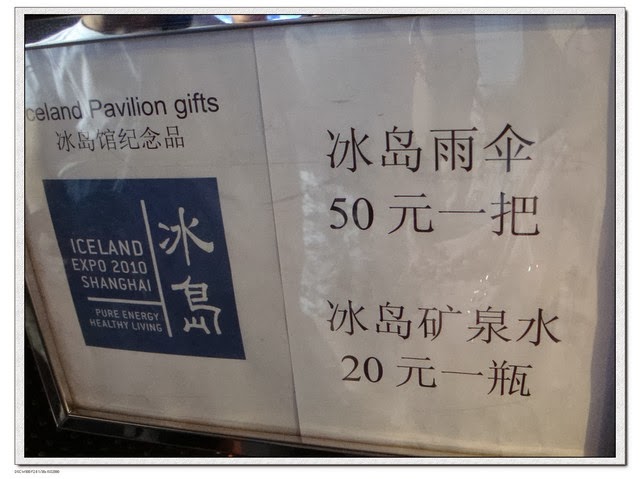 celand Pavilion gifts
冰岛馆纪念品
ICELAND
EXPO 2010
SHANGHAI
PURE ENERGY
HEALTHY LIVING
冰岛
冰岛雨伞
50 元一把
冰岛矿泉水
20 元一瓶